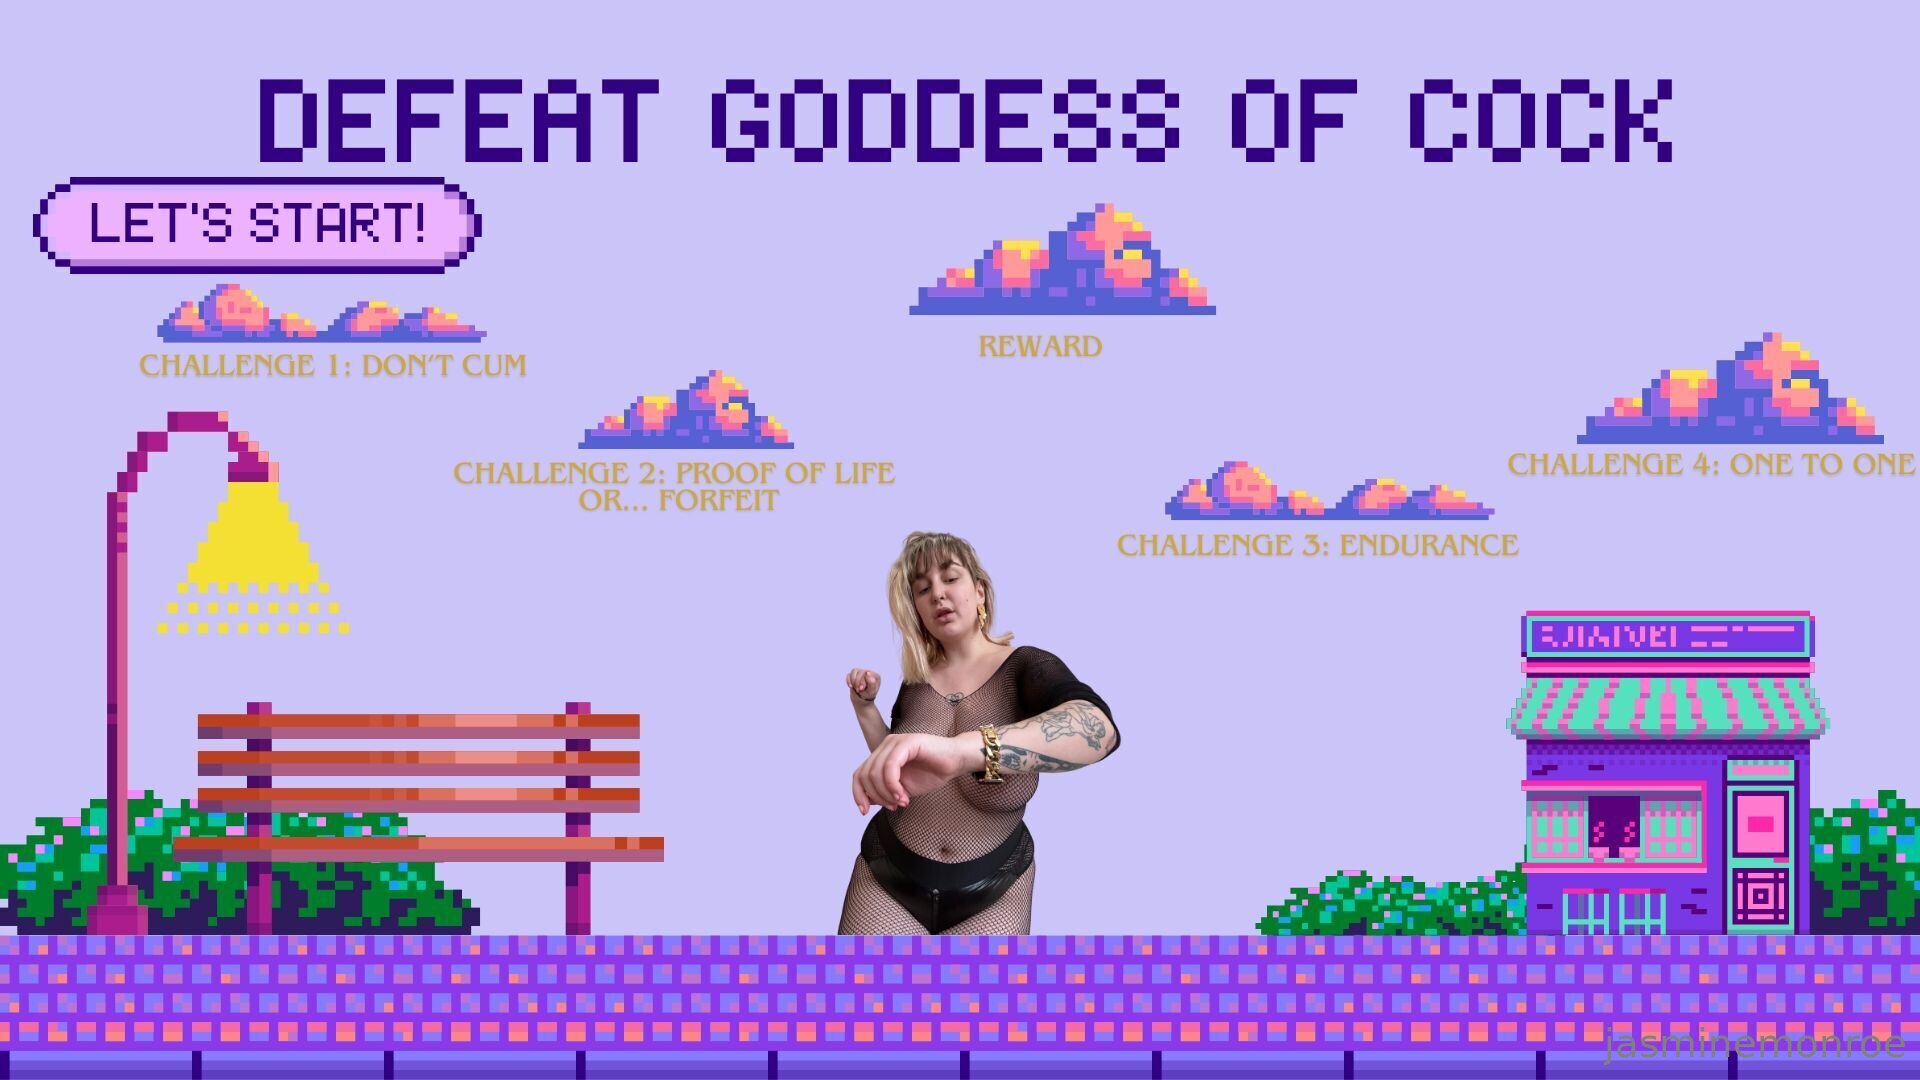 DEFEAT GODDESS OF COCK
LET'S START!
CHALLENGE 1: DON'T CUM
REWARD
CHALLENGE 2: PROOF OF LIFE
OR... FORFEIT
CHALLENGE 3: ENDURANCE
CHALLENGE 4: ONE TO ONE
jasminemonroe